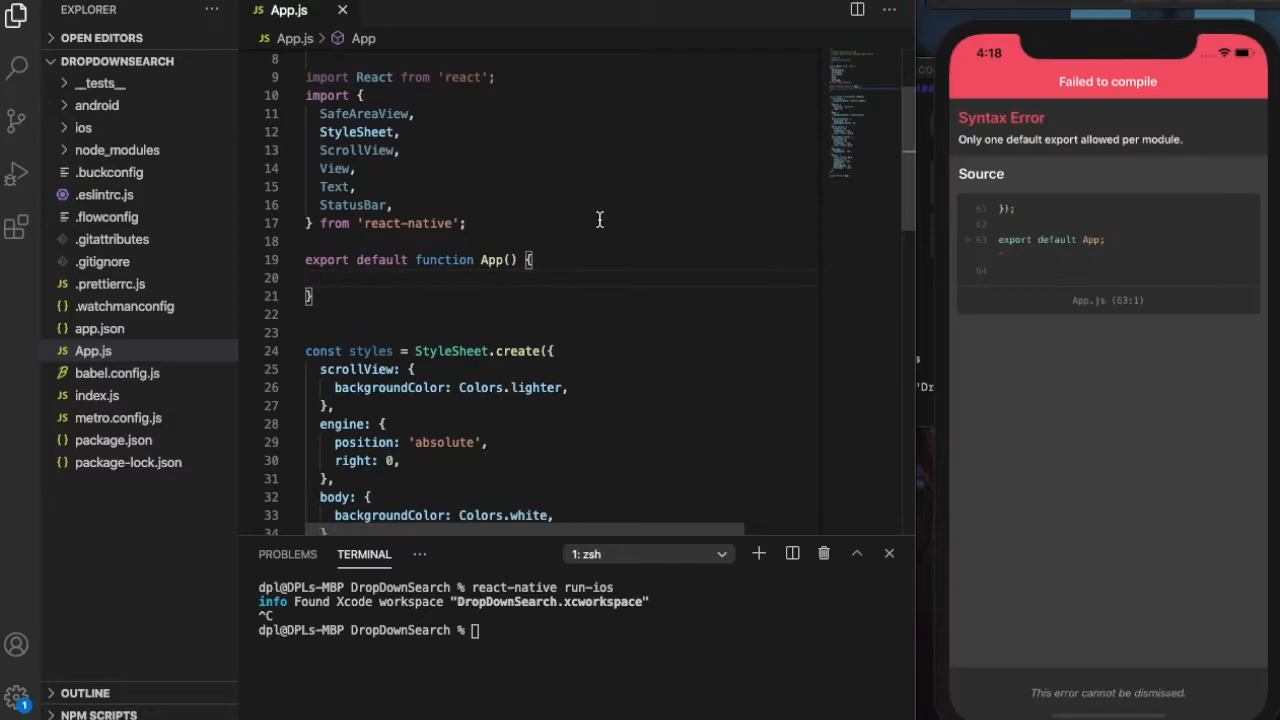 EXPLORER
OPEN EDITORS
DROPDOWNSEARCH
__tests__
android
ios
node_modules
.buckconfig
.eslintrc.js
.flowconfig
.gitattributes
.gitignore
.prettierrc.js
.watchmanconfig
app.json
App.js
babel.config.js
index.js
metro.config.js
package.json
package-lock.json
OUTLINE
NPM SCRIPTS
1
JS App.js
JS App.js > App
8
9 import React from 'react';
10 import {
11 SafeAreaView,
12 StyleSheet,
13 ScrollView,
14 View,
15 Text,
16 StatusBar,
17 } from 'react-native';
18
19 export default function App() {
20
21 }
22
23
24 const styles = StyleSheet.create({
25 scrollView: {
26 backgroundColor: Colors.lighter,
27 },
28 engine: {
29 position: 'absolute',
30 right: 0,
31 },
32 body: {
33 backgroundColor: Colors.white,
34 }
PROBLEMS TERMINAL 1: zsh
dpl@DPLs-MBP DropDownSearch % react-native run-ios
info Found Xcode workspace "DropDownSearch.xcworkspace"
^C
dpl@DPLs-MBP DropDownSearch %
4:18
Failed to compile
Syntax Error
Only one default export allowed per module.
Source
61 });
62
> 63 export default App;
^
64
App.js (63:1)
This error cannot be dismissed.